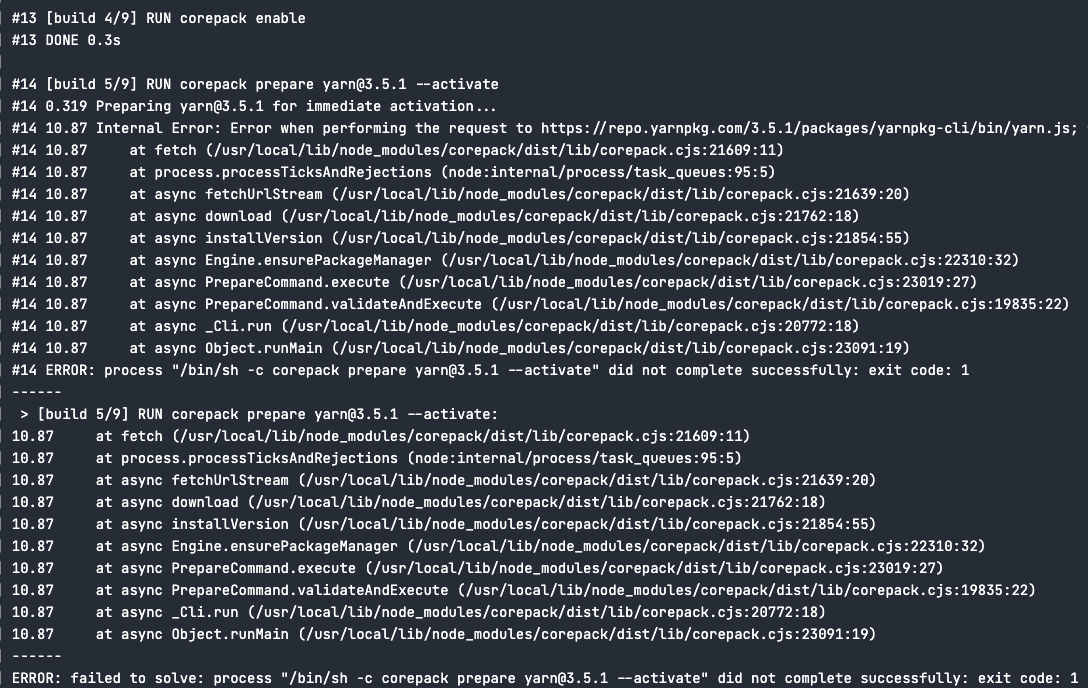 #13 [build 4/9] RUN corepack enable
#13 DONE 0.3s
#14 [build 5/9] RUN corepack prepare yarn@3.5.1 --activate
#14 0.319 Preparing yarn@3.5.1 for immediate activation...
#14 10.87 Internal Error: Error when performing the request to https://repo.yarnpkg.com/3.5.1/packages/yarnpkg-cli/bin/yarn.js;
#14 10.87     at fetch (/usr/local/lib/node_modules/corepack/dist/lib/corepack.cjs:21609:11)
#14 10.87     at process.processTicksAndRejections (node:internal/process/task_queues:95:5)
#14 10.87     at async fetchUrlStream (/usr/local/lib/node_modules/corepack/dist/lib/corepack.cjs:21639:20)
#14 10.87     at async download (/usr/local/lib/node_modules/corepack/dist/lib/corepack.cjs:21762:18)
#14 10.87     at async installVersion (/usr/local/lib/node_modules/corepack/dist/lib/corepack.cjs:21854:55)
#14 10.87     at async Engine.ensurePackageManager (/usr/local/lib/node_modules/corepack/dist/lib/corepack.cjs:22310:32)
#14 10.87     at async PrepareCommand.execute (/usr/local/lib/node_modules/corepack/dist/lib/corepack.cjs:23019:27)
#14 10.87     at async PrepareCommand.validateAndExecute (/usr/local/lib/node_modules/corepack/dist/lib/corepack.cjs:19835:22)
#14 10.87     at async _Cli.run (/usr/local/lib/node_modules/corepack/dist/lib/corepack.cjs:20772:18)
#14 10.87     at async Object.runMain (/usr/local/lib/node_modules/corepack/dist/lib/corepack.cjs:23091:19)
#14 ERROR: process "/bin/sh -c corepack prepare yarn@3.5.1 --activate" did not complete successfully: exit code: 1
------
 > [build 5/9] RUN corepack prepare yarn@3.5.1 --activate:
10.87     at fetch (/usr/local/lib/node_modules/corepack/dist/lib/corepack.cjs:21609:11)
10.87     at process.processTicksAndRejections (node:internal/process/task_queues:95:5)
10.87     at async fetchUrlStream (/usr/local/lib/node_modules/corepack/dist/lib/corepack.cjs:21639:20)
10.87     at async download (/usr/local/lib/node_modules/corepack/dist/lib/corepack.cjs:21762:18)
10.87     at async installVersion (/usr/local/lib/node_modules/corepack/dist/lib/corepack.cjs:21854:55)
10.87     at async Engine.ensurePackageManager (/usr/local/lib/node_modules/corepack/dist/lib/corepack.cjs:22310:32)
10.87     at async PrepareCommand.execute (/usr/local/lib/node_modules/corepack/dist/lib/corepack.cjs:23019:27)
10.87     at async PrepareCommand.validateAndExecute (/usr/local/lib/node_modules/corepack/dist/lib/corepack.cjs:19835:22)
10.87     at async _Cli.run (/usr/local/lib/node_modules/corepack/dist/lib/corepack.cjs:20772:18)
10.87     at async Object.runMain (/usr/local/lib/node_modules/corepack/dist/lib/corepack.cjs:23091:19)
------
ERROR: failed to solve: process "/bin/sh -c corepack prepare yarn@3.5.1 --activate" did not complete successfully: exit code: 1